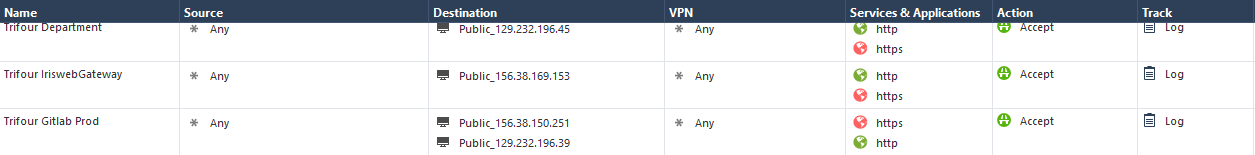 Name Source Destination VPN Services & Applications Action Track
Trifour Department Any Public_129.232.196.45 Any http Accept Log
https
Trifour IriswebGateway Any Public_156.38.169.153 Any http Accept Log
https
Trifour Gitlab Prod Any Public_156.38.150.251 Any https Accept Log
Public_129.232.196.39 http